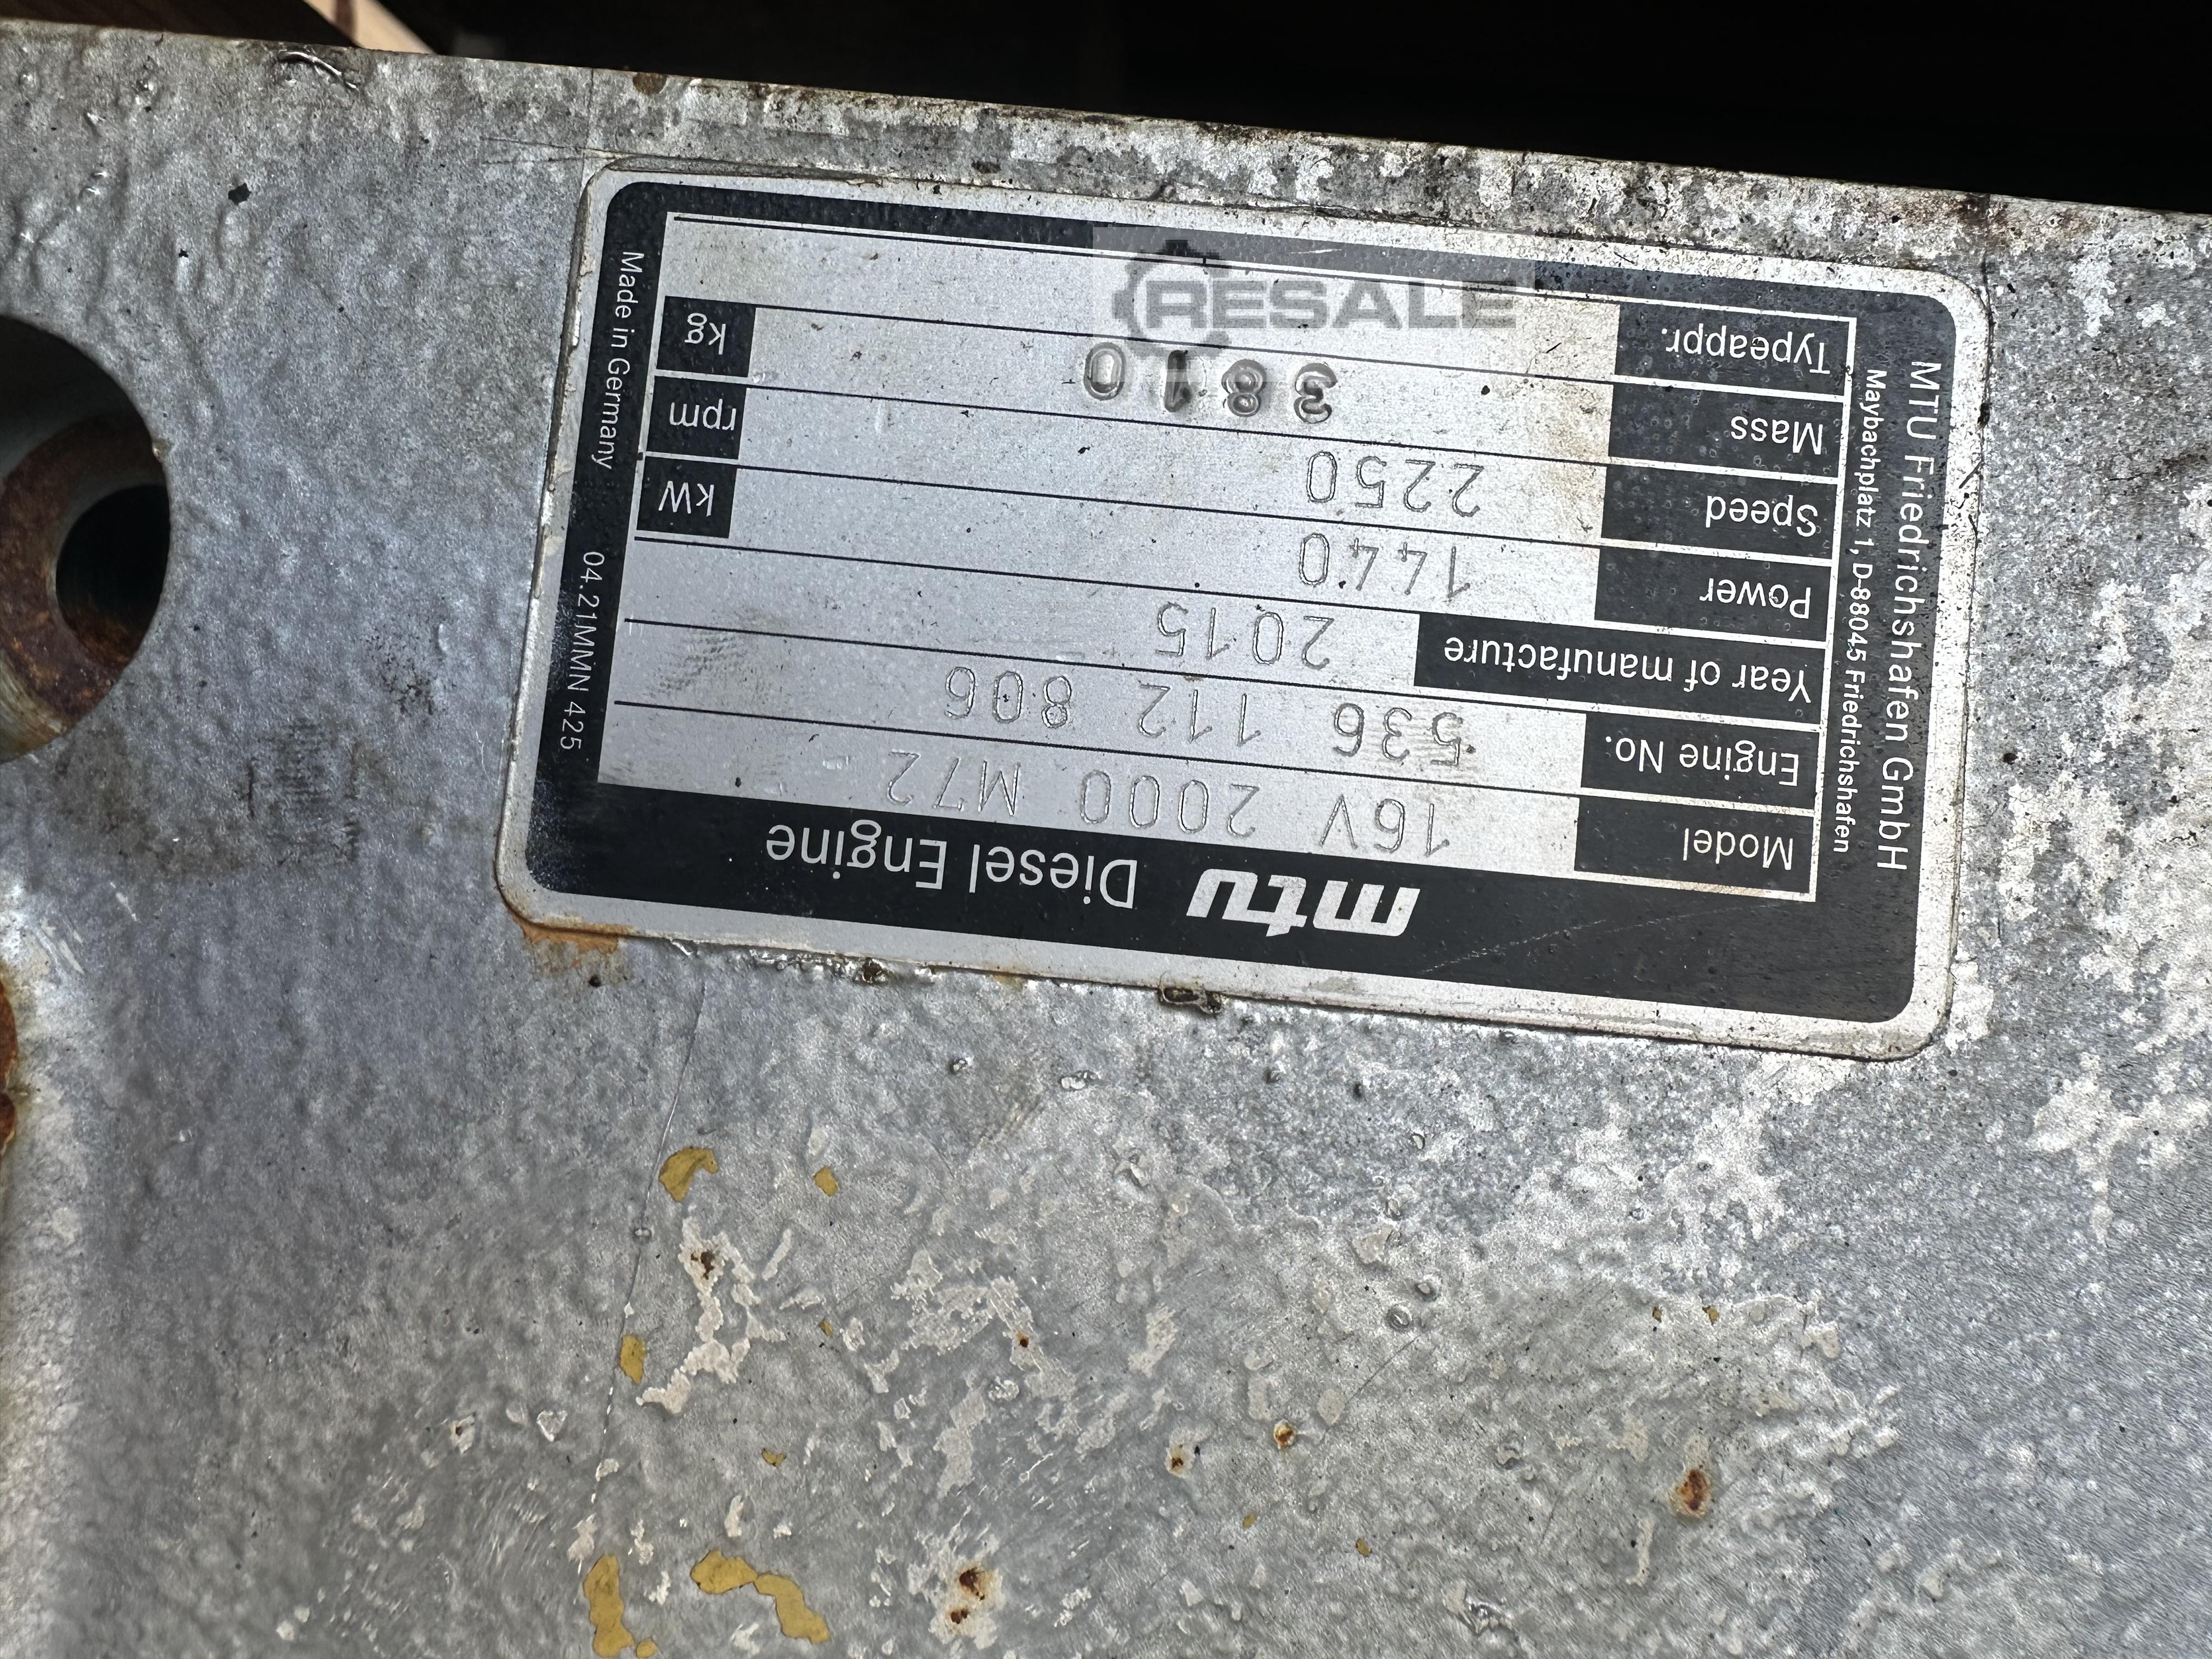 mtu Diesel Engine
Model 16V 2000 M72
Engine No. 536 112 806
Year of manufacture 2015
Power 1440 kW
Speed 2250 rpm
Mass 3810 kg
Typeappr.
MTU Friedrichshafen GmbH
Maybachplatz 1, D-88045 Friedrichshafen
Made in Germany 04.21MMN 425
RESALE